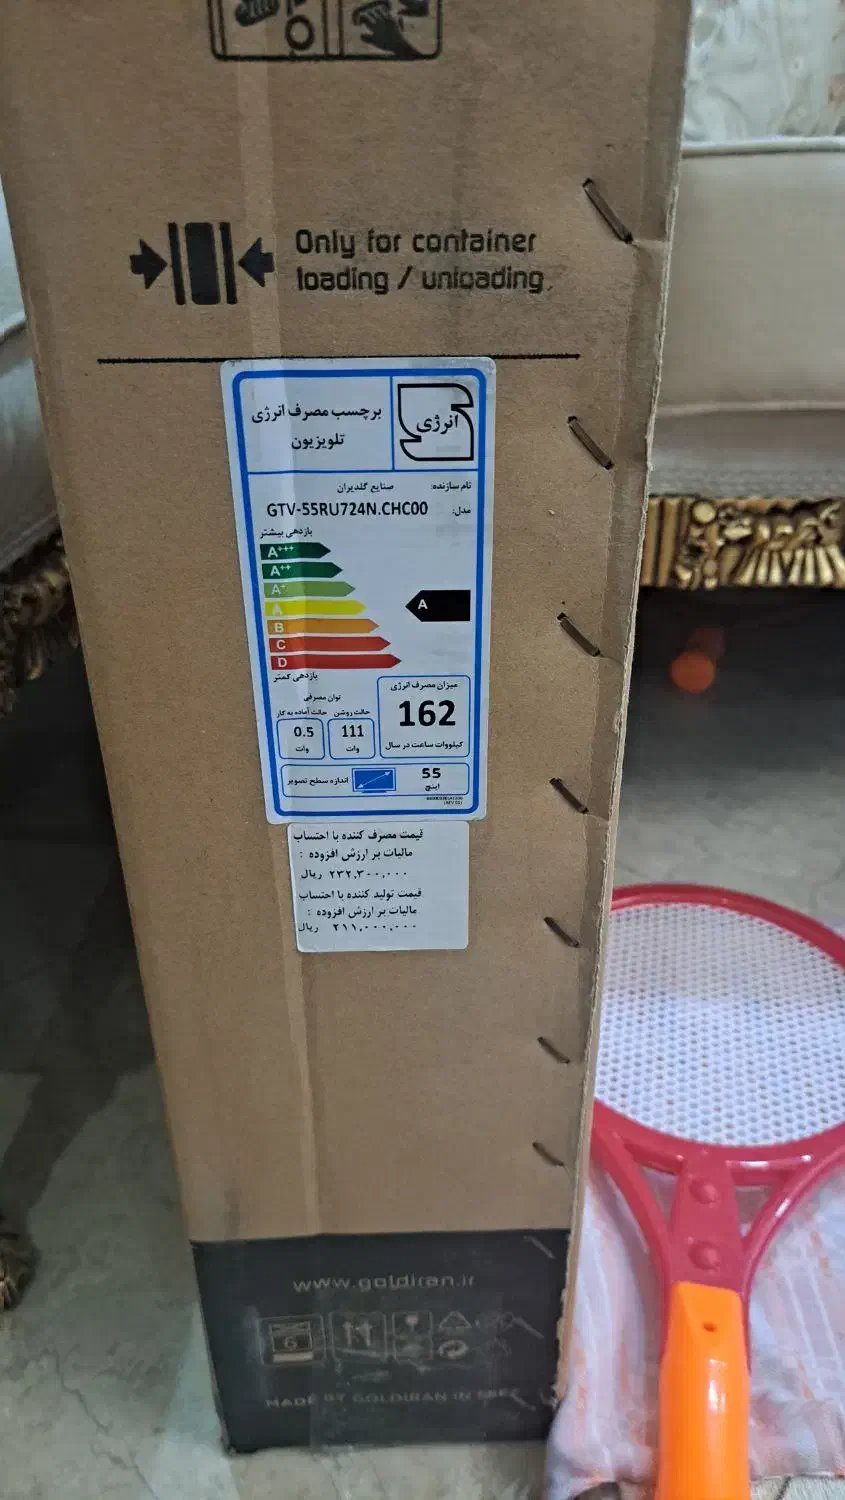 Only for container
loading / unloading
برچسب مصرف انرژی
تلویزیون
انرژی
نام سازنده: صنایع گلدیران
مدل: GTV-55RU724N.CHC00
بازدهی بیشتر
A+++
A++
A+
A
B
C
D
A
بازدهی کمتر
میزان مصرف انرژی
162
کیلووات ساعت در سال
توان مصرفی
حالت روشن
111
وات
حالت آماده به کار
0.5
وات
اندازه سطح تصویر
55
اینچ
(REV 01)
قیمت مصرف کننده با احتساب
مالیات بر ارزش افزوده :
۲۳۲,۳۰۰,۰۰۰ ریال
قیمت تولید کننده با احتساب
مالیات بر ارزش افزوده :
۲۱۱,۰۰۰,۰۰۰ ریال
www.goldiran.ir
6
MADE BY GOLDIRAN IN